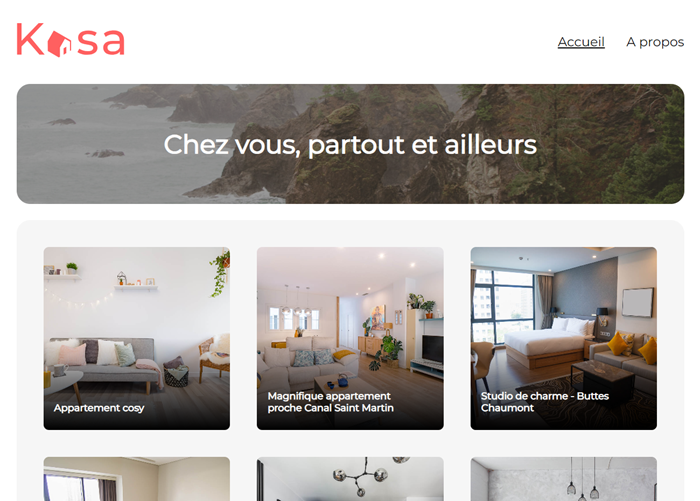 Kasa
Accueil
A propos
Chez vous, partout et ailleurs
Appartement cosy
Magnifique appartement
proche Canal Saint Martin
Studio de charme - Buttes
Chaumont